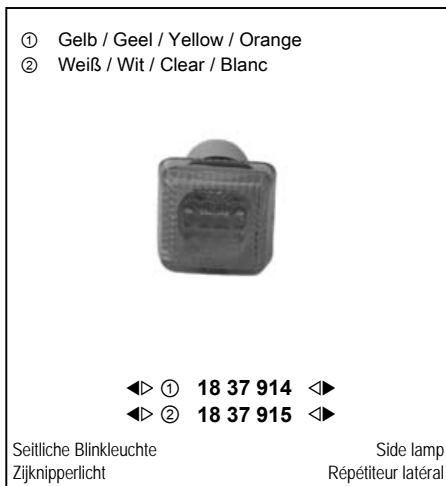 ① Gelb / Geel / Yellow / Orange
② Weiß / Wit / Clear / Blanc
◀▷ ① 18 37 914 ◁▶
◀▷ ② 18 37 915 ◁▶
Seitliche Blinkleuchte Side lamp
Zijknipperlicht Répétiteur latéral